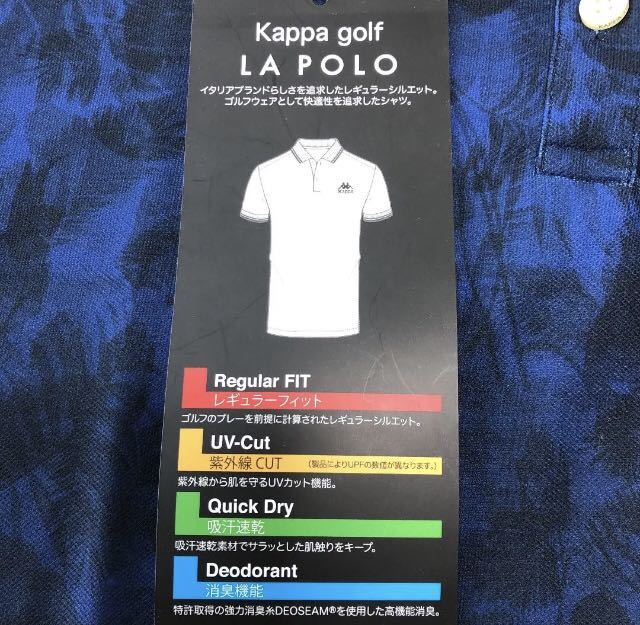 Kappa golf
LA POLO
イタリアブランドらしさを追求したレギュラーシルエット。
ゴルフウェアとして快適性を追求したシャツ。
Kappa
Regular FIT
レギュラーフィット
ゴルフのプレーを前提に計算されたレギュラーシルエット。
UV-Cut
紫外線 CUT （製品によりUPFの数値が異なります。）
紫外線から肌を守るUVカット機能。
Quick Dry
吸汗速乾
吸汗速乾素材でサラッとした肌触りをキープ。
Deodorant
消臭機能
特許取得の強力消臭糸DEOSEAM®を使用した高機能消臭。
KAPPA